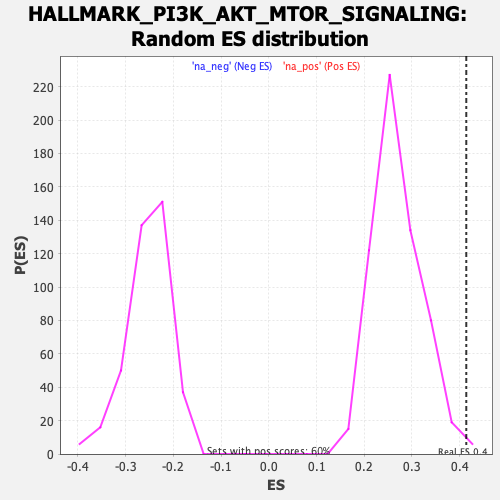 HALLMARK_PI3K_AKT_MTOR_SIGNALING:
Random ES distribution
'na_neg' (Neg ES) 'na_pos' (Pos ES)
220
200
180
160
140
120
100
80
60
40
20
0
P(ES)
Sets with pos scores: 60%
Real ES 0.4
-0.4 -0.3 -0.2 -0.1 0.0 0.1 0.2 0.3 0.4
ES